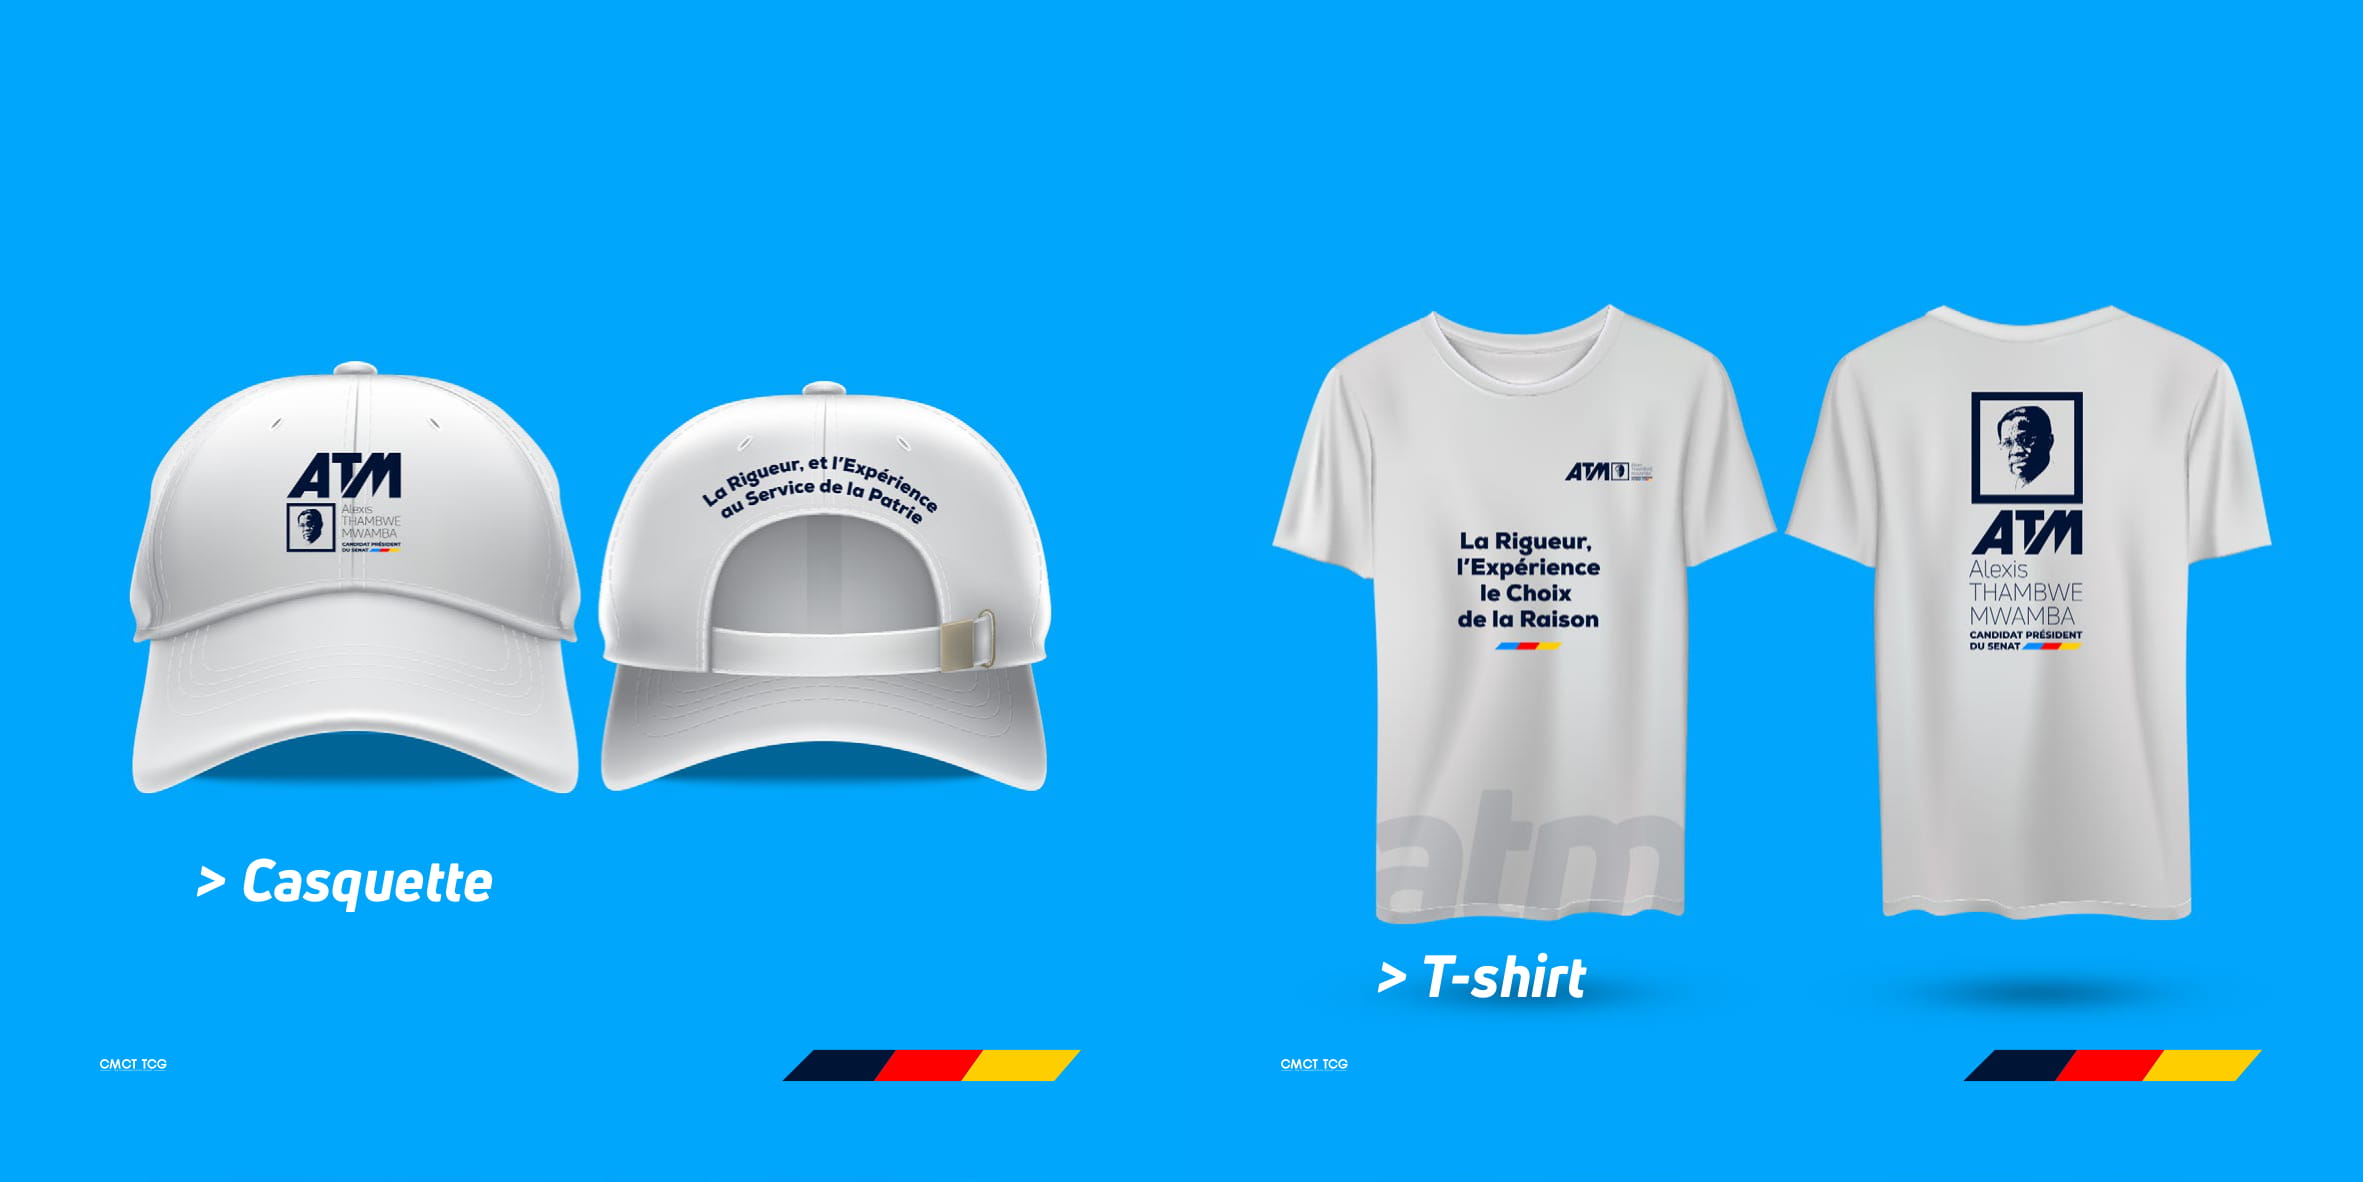 ATM
Alexis
THAMBWE
MWAMBA
CANDIDAT PRÉSIDENT
DU SENAT
La Rigueur, et l'Expérience
au Service de la Patrie
> Casquette
CMCT TCG
ATM
La Rigueur,
l'Expérience
le Choix
de la Raison
atm
ATM
Alexis
THAMBWE
MWAMBA
CANDIDAT PRÉSIDENT
DU SENAT
> T-shirt
CMCT TCG